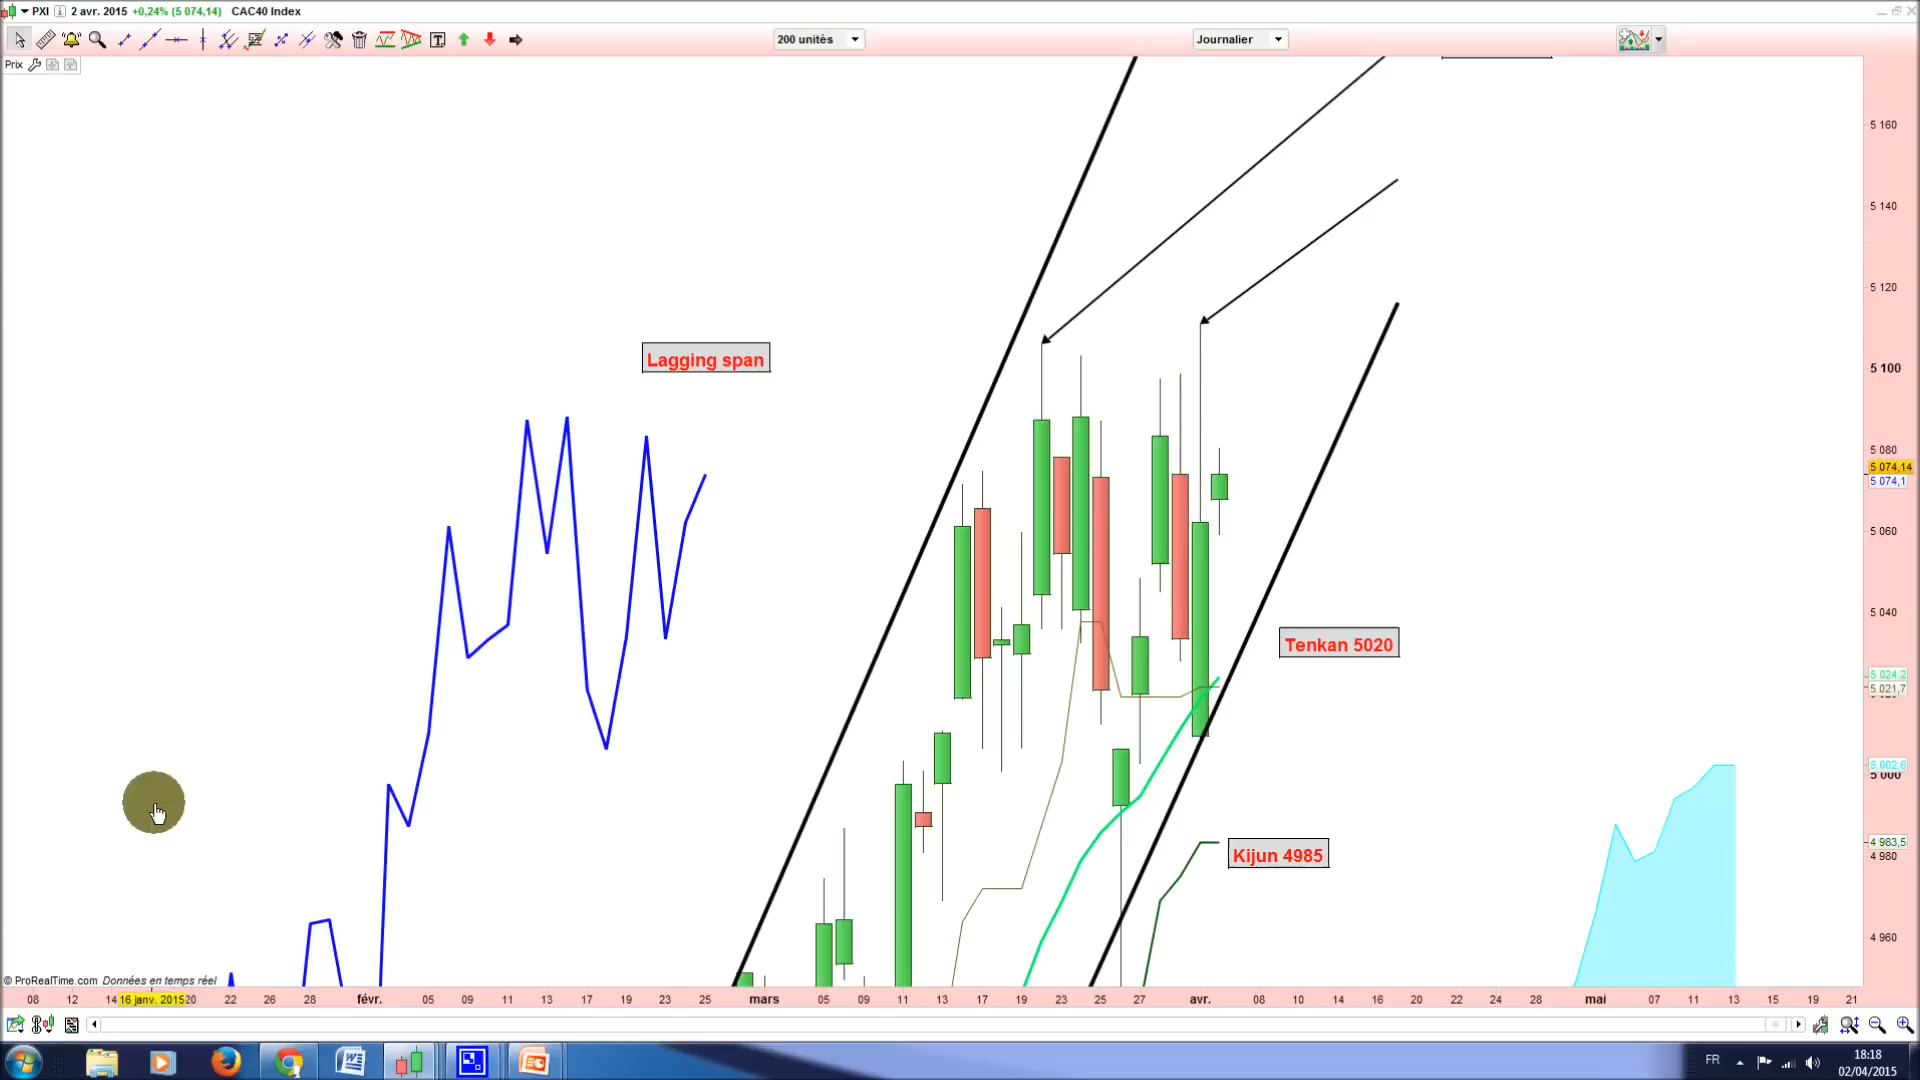 PXI 2 avr. 2015 +0,24% (5 074,14) CAC40 Index
200 unités
Journalier
Prix
5 160
5 140
5 120
Lagging span
5 100
5 080
5 074,14
5 074,1
5 060
5 040
Tenkan 5020
5 024,2
5 021,7
5 002,6
5 000
4 983,5
Kijun 4985
4 980
4 960
© ProRealTime.com Données en temps réel
08 12 14 16 janv. 2015 20 22 26 28 févr. 05 09 11 13 17 19 23 25 mars 05 09 11 13 17 19 23 25 27 avr. 08 10 14 16 20 22 24 28 mai 07 11 13 15 19 21
FR
18:18
02/04/2015